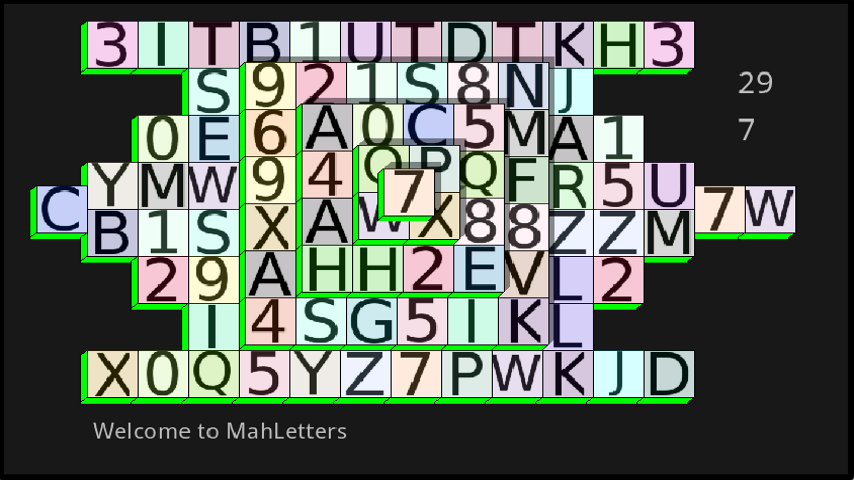 3 I T B 1 U T D T K H 3
S 9 2 1 S 8 N J
29
0 E 6 A 0 C 5 M A 1
7
Y M W 9 4 Q P Q F R 5 U
C 7 7 W
B 1 S X A W X 8 8 Z Z M
2 9 A H H 2 E V L 2
I 4 S G 5 I K L
X 0 Q 5 Y Z 7 P W K J D
Welcome to MahLetters